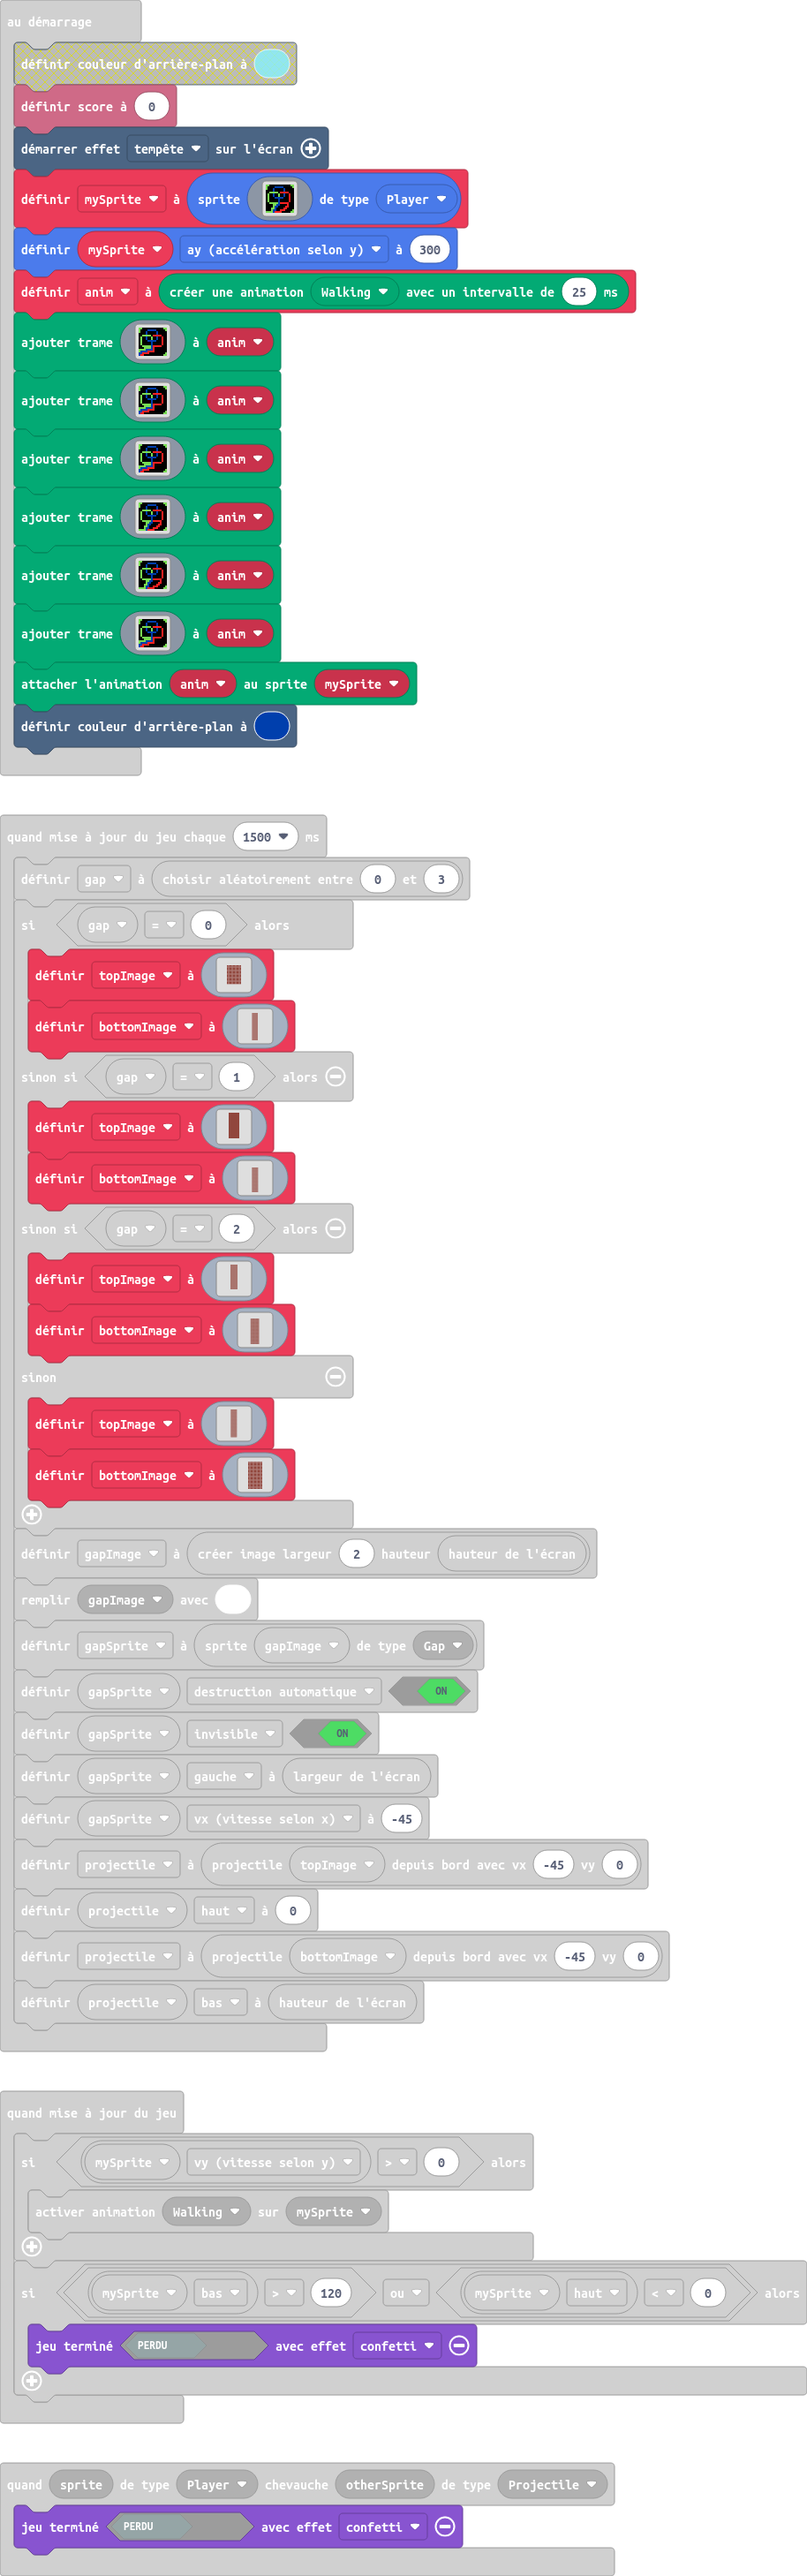 au démarrage
définir couleur d'arrière-plan à
définir score à 0
démarrer effet tempête sur l'écran
définir mySprite à sprite de type Player
définir mySprite ay (accélération selon y) à 300
définir anim à créer une animation Walking avec un intervalle de 25 ms
ajouter trame à anim
ajouter trame à anim
ajouter trame à anim
ajouter trame à anim
ajouter trame à anim
ajouter trame à anim
attacher l'animation anim au sprite mySprite
définir couleur d'arrière-plan à
quand mise à jour du jeu chaque 1500 ms
définir gap à choisir aléatoirement entre 0 et 3
si gap = 0 alors
définir topImage à
définir bottomImage à
sinon si gap = 1 alors
définir topImage à
définir bottomImage à
sinon si gap = 2 alors
définir topImage à
définir bottomImage à
sinon
définir topImage à
définir bottomImage à
définir gapImage à créer image largeur 2 hauteur hauteur de l'écran
remplir gapImage avec
définir gapSprite à sprite gapImage de type Gap
définir gapSprite destruction automatique ON
définir gapSprite invisible ON
définir gapSprite gauche à largeur de l'écran
définir gapSprite vx (vitesse selon x) à -45
définir projectile à projectile topImage depuis bord avec vx -45 vy 0
définir projectile haut à 0
définir projectile à projectile bottomImage depuis bord avec vx -45 vy 0
définir projectile bas à hauteur de l'écran
quand mise à jour du jeu
si mySprite vy (vitesse selon y) > 0 alors
activer animation Walking sur mySprite
si mySprite bas > 120 ou mySprite haut < 0 alors
jeu terminé PERDU avec effet confetti
quand sprite de type Player chevauche otherSprite de type Projectile
jeu terminé PERDU avec effet confetti